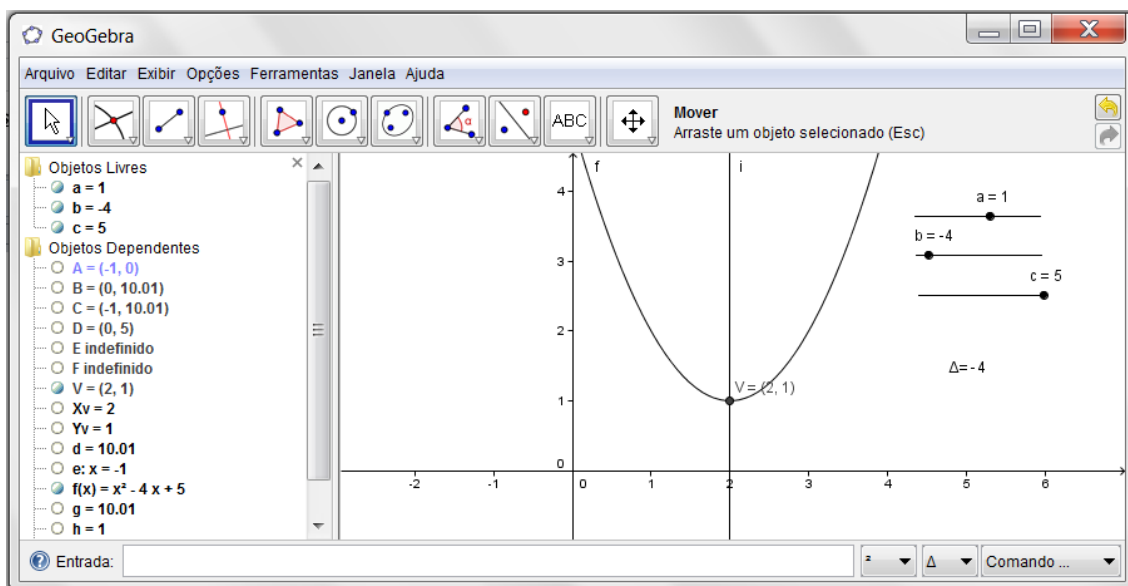 GeoGebra
Arquivo Editar Exibir Opções Ferramentas Janela Ajuda
ABC
α
Mover
Arraste um objeto selecionado (Esc)
Objetos Livres
a = 1
b = -4
c = 5
Objetos Dependentes
A = (-1, 0)
B = (0, 10.01)
C = (-1, 10.01)
D = (0, 5)
E indefinido
F indefinido
V = (2, 1)
Xv = 2
Yv = 1
d = 10.01
e: x = -1
f(x) = x² - 4 x + 5
g = 10.01
h = 1
f
i
4
3
2
1
0
-2 -1 0 1 2 3 4 5 6
V = (2, 1)
a = 1
b = -4
c = 5
Δ= - 4
Entrada:
² Δ Comando ...